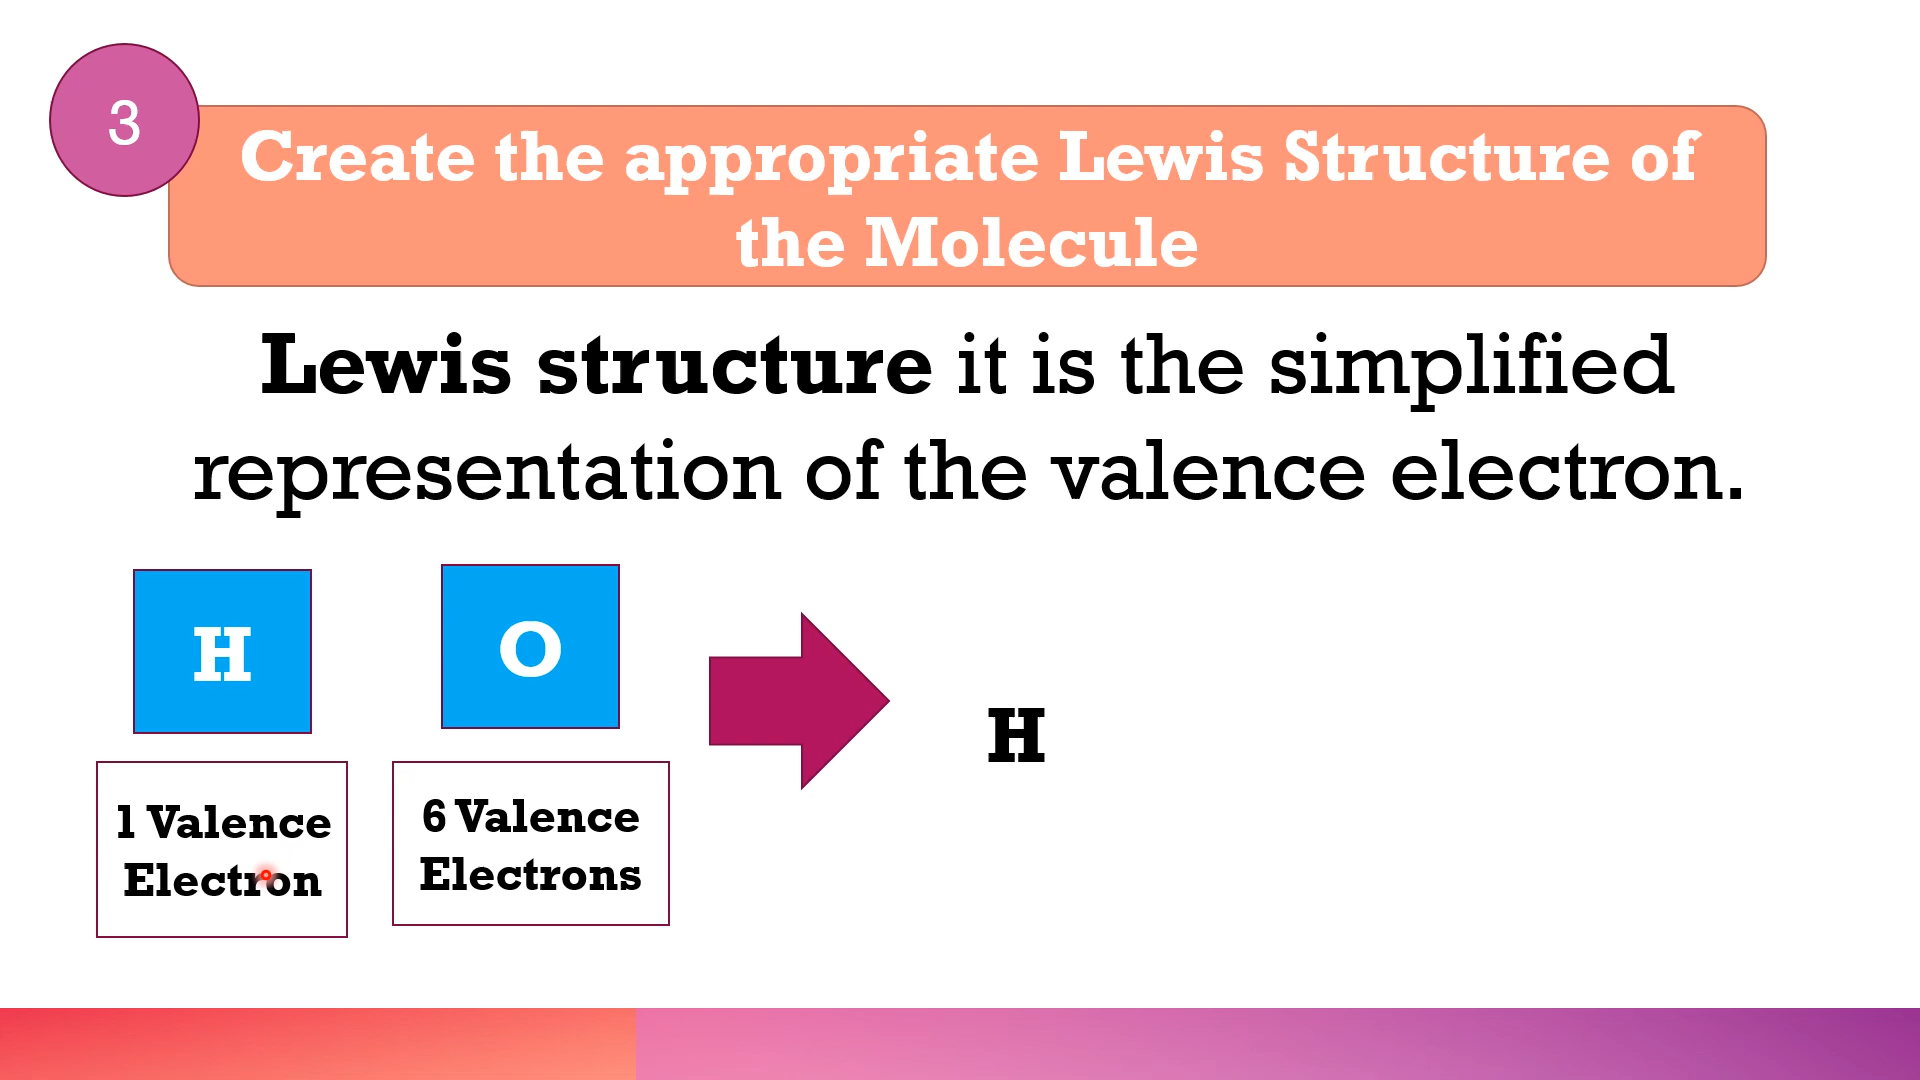 3
Create the appropriate Lewis Structure of
the Molecule
Lewis structure it is the simplified
representation of the valence electron.
H
O
H
1 Valence
Electron
6 Valence
Electrons